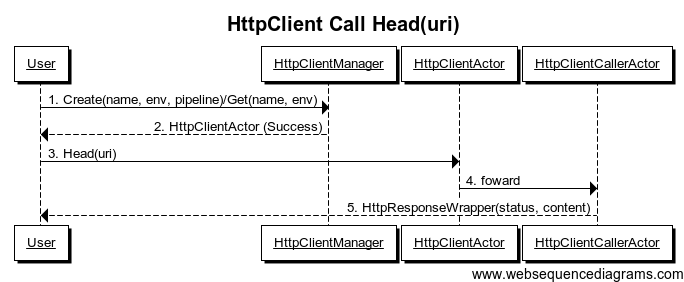 HttpClient Call Head(uri)
User
HttpClientManager
HttpClientActor
HttpClientCallerActor
1. Create(name, env, pipeline)/Get(name, env)
2. HttpClientActor (Success)
3. Head(uri)
4. foward
5. HttpResponseWrapper(status, content)
User
HttpClientManager
HttpClientActor
HttpClientCallerActor
www.websequencediagrams.com